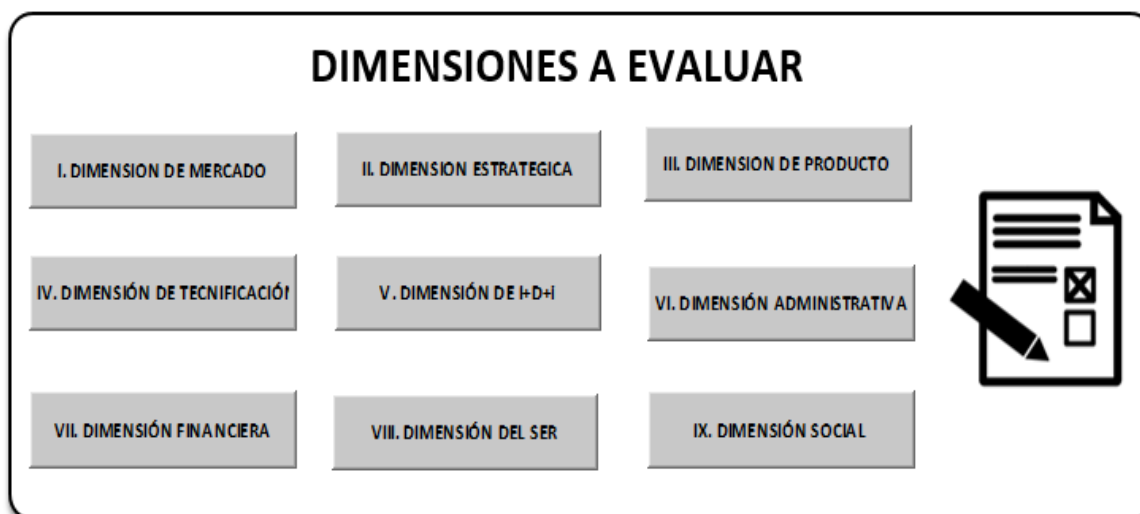 DIMENSIONES A EVALUAR
I. DIMENSION DE MERCADO
II. DIMENSION ESTRATEGICA
III. DIMENSION DE PRODUCTO
IV. DIMENSIÓN DE TECNIFICACIÓN
V. DIMENSIÓN DE I+D+i
VI. DIMENSIÓN ADMINISTRATIVA
VII. DIMENSIÓN FINANCIERA
VIII. DIMENSIÓN DEL SER
IX. DIMENSIÓN SOCIAL